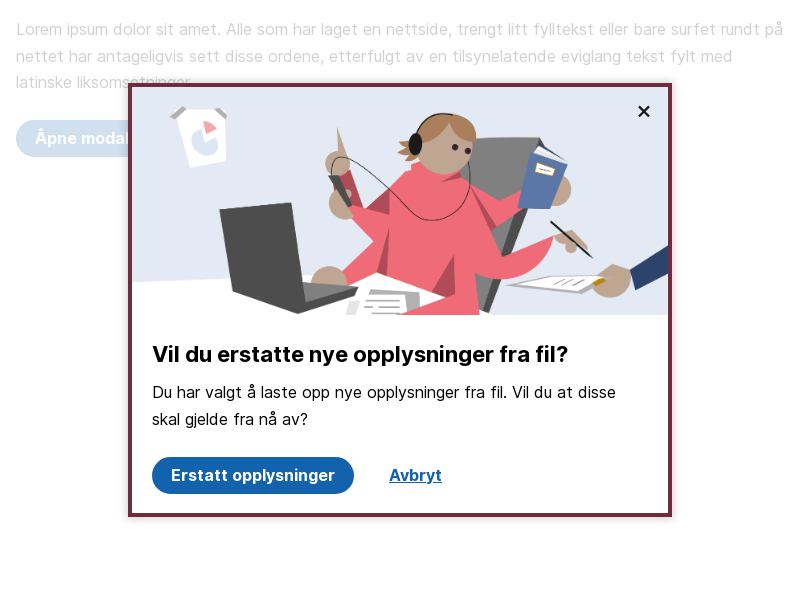 Lorem ipsum dolor sit amet. Alle som har laget en nettside, trengt litt fylltekst eller bare surfet rundt på
nettet har antageligvis sett disse ordene, etterfulgt av en tilsynelatende eviglang tekst fylt med
latinske liksomsetninger.
Åpne modal
Vil du erstatte nye opplysninger fra fil?
Du har valgt å laste opp nye opplysninger fra fil. Vil du at disse
skal gjelde fra nå av?
Erstatt opplysninger Avbryt